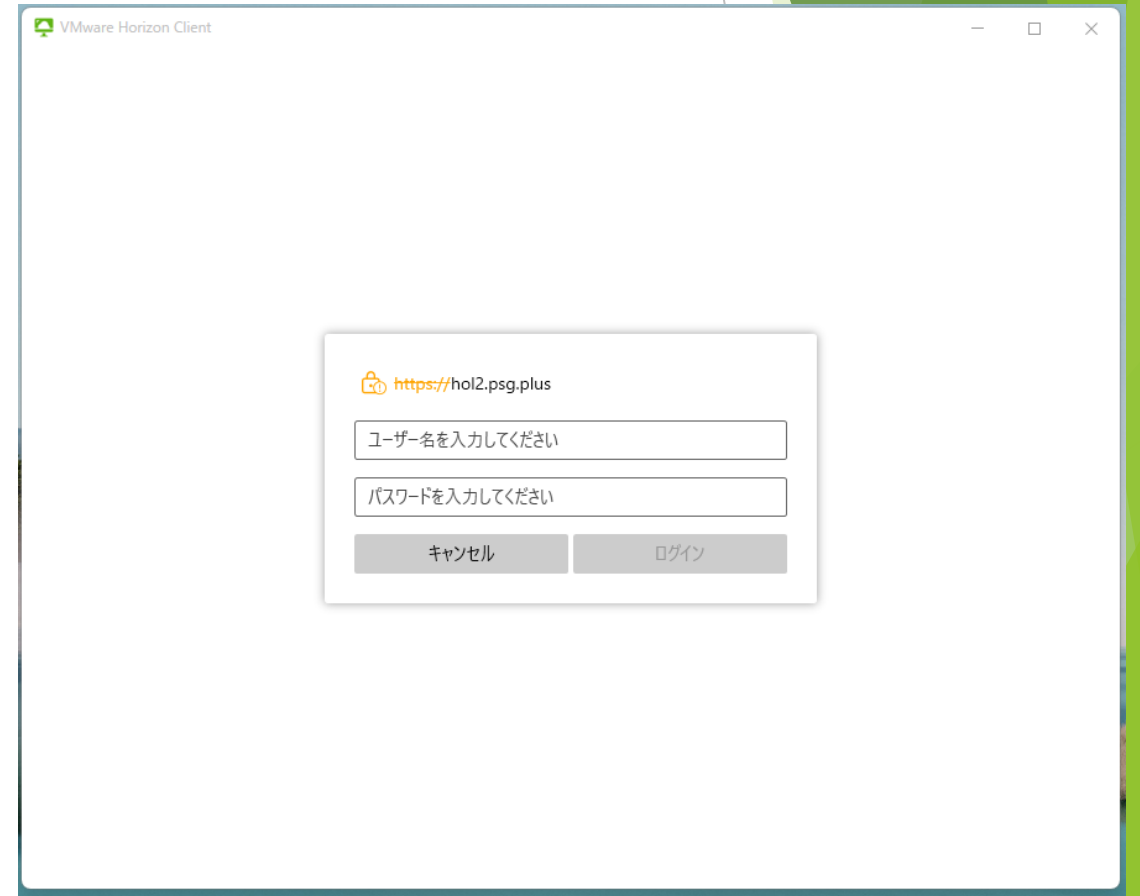 VMware Horizon Client
https://hol2.psg.plus
ユーザー名を入力してください
パスワードを入力してください
キャンセル
ログイン